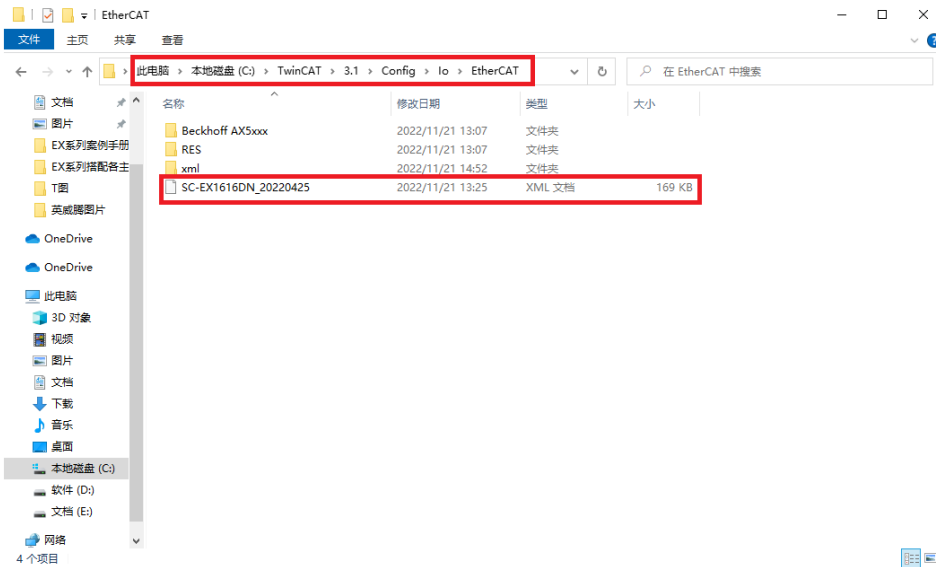 EtherCAT
文件 主页 共享 查看
此电脑 › 本地磁盘 (C:) › TwinCAT › 3.1 › Config › Io › EtherCAT
在 EtherCAT 中搜索
文档
图片
EX系列案例手册
EX系列搭配各主
T图
英威腾图片
OneDrive
OneDrive
此电脑
3D 对象
视频
图片
文档
下载
音乐
桌面
本地磁盘 (C:)
软件 (D:)
文档 (E:)
网络
名称 修改日期 类型 大小
Beckhoff AX5xxx 2022/11/21 13:07 文件夹
RES 2022/11/21 13:07 文件夹
xml 2022/11/21 14:52 文件夹
SC-EX1616DN_20220425 2022/11/21 13:25 XML 文档 169 KB
4 个项目